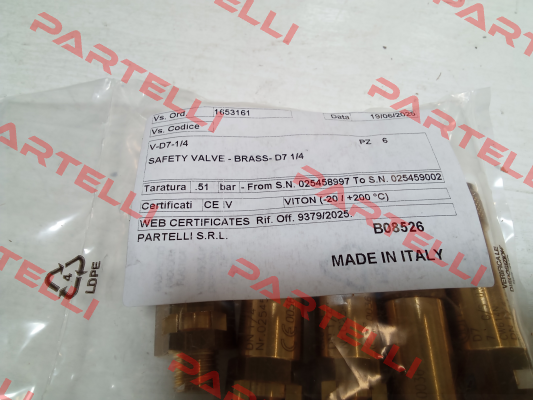 PARTELLI
Vs. Ord. 1653161 Data 19/06/2025
Vs. Codice
V-D7-1/4 PZ 6
SAFETY VALVE - BRASS- D7 1/4
Taratura .51 bar - From S.N. 025458997 To S.N. 025459002
Certificati CE V VITON (-20 / +200 °C)
WEB CERTIFICATES Rif. Off. 9379/2025
PARTELLI S.R.L. B08526
MADE IN ITALY
4
LDPE
VERIFICARE